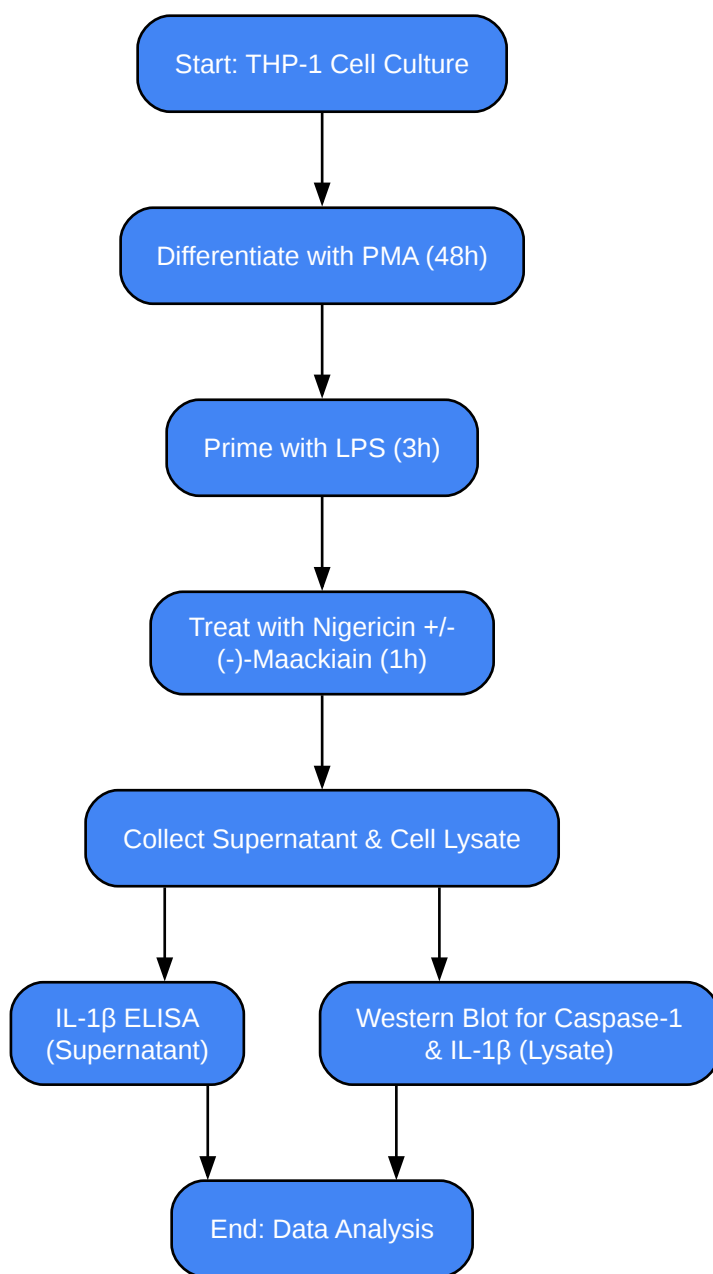 Start: THP-1 Cell Culture
Differentiate with PMA (48h)
Prime with LPS (3h)
Treat with Nigericin +/-
(-)-Maackiain (1h)
Collect Supernatant & Cell Lysate
IL-1β ELISA
(Supernatant)
Western Blot for Caspase-1
& IL-1β (Lysate)
End: Data Analysis